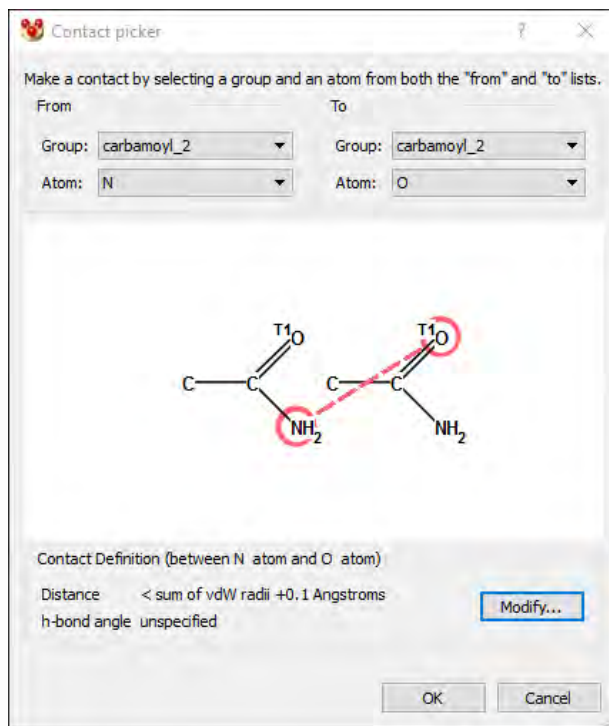 Contact picker ? ×
Make a contact by selecting a group and an atom from both the "from" and "to" lists.
From To
Group: carbamoyl_2 Group: carbamoyl_2
Atom: N Atom: O
T1O T1O
C C C C
NH2 NH2
Contact Definition (between N atom and O atom)
Distance < sum of vdW radii +0.1 Angstroms
Modify...
h-bond angle unspecified
OK Cancel